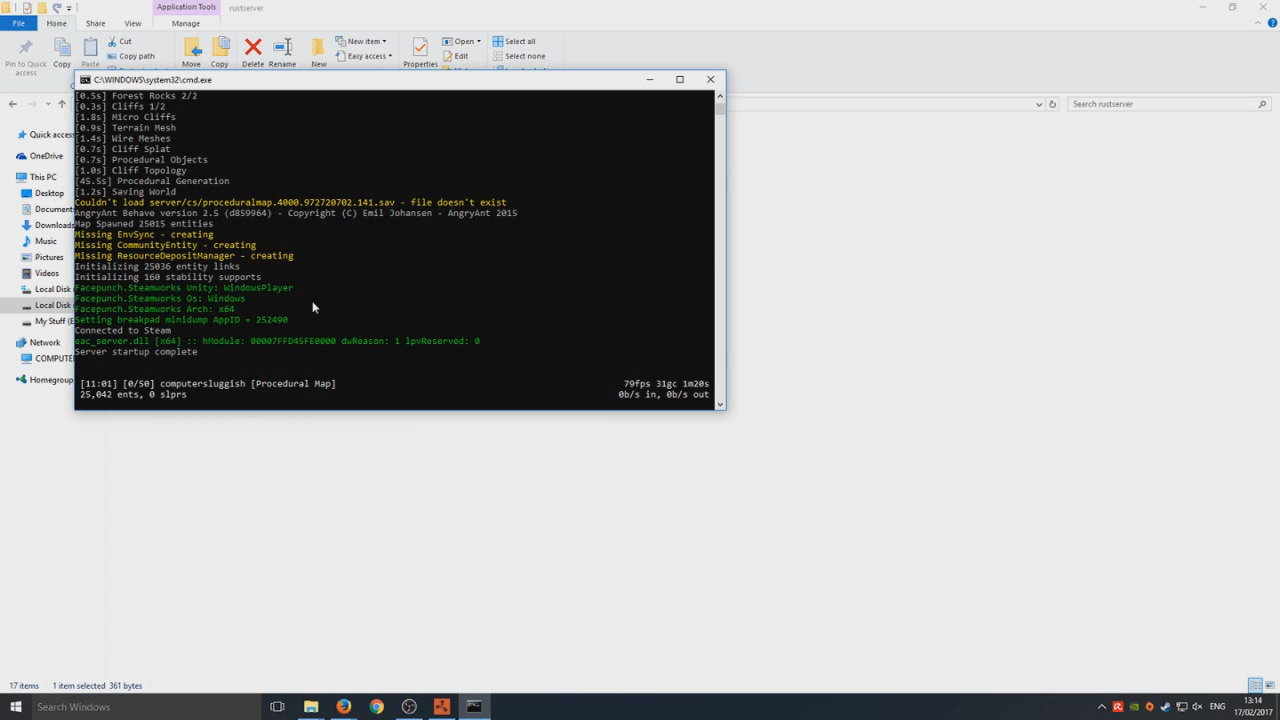 Application Tools
rustserver
File
Home
Share
View
Manage
Pin to Quick access
Copy
Paste
Cut
Copy path
Move
Copy
Delete
Rename
New
New item
Easy access
Properties
Open
Edit
Select all
Select none
C:\WINDOWS\system32\cmd.exe
Search rustserver
Quick access
OneDrive
This PC
Desktop
Document
Downloads
Music
Pictures
Videos
Local Disk
Local Disk
My Stuff (E
Network
COMPUTE
Homegroup
[0.5s] Forest Rocks 2/2
[0.3s] Cliffs 1/2
[1.8s] Micro Cliffs
[0.9s] Terrain Mesh
[1.4s] Wire Meshes
[0.7s] Cliff Splat
[0.7s] Procedural Objects
[1.0s] Cliff Topology
[45.5s] Procedural Generation
[1.2s] Saving World
Couldn't load server/cs/proceduralmap.4000.972720702.141.sav - file doesn't exist
AngryAnt Behave version 2.5 (d859964) - Copyright (C) Emil Johansen - AngryAnt 2015
Map Spawned 25015 entities
Missing EnvSync - creating
Missing CommunityEntity - creating
Missing ResourceDepositManager - creating
Initializing 25036 entity links
Initializing 160 stability supports
Facepunch.Steamworks Unity: WindowsPlayer
Facepunch.Steamworks Os: Windows
Facepunch.Steamworks Arch: x64
Setting breakpad minidump AppID = 252490
Connected to Steam
eac_server.dll [x64] :: hModule: 00007FFD45FE0000 dwReason: 1 lpvReserved: 0
Server startup complete
[11:01] [0/50] computersluggish [Procedural Map] 79fps 31gc 1m20s
25,042 ents, 0 slprs 0b/s in, 0b/s out
17 items 1 item selected 361 bytes
Search Windows
ENG
13:14
17/02/2017